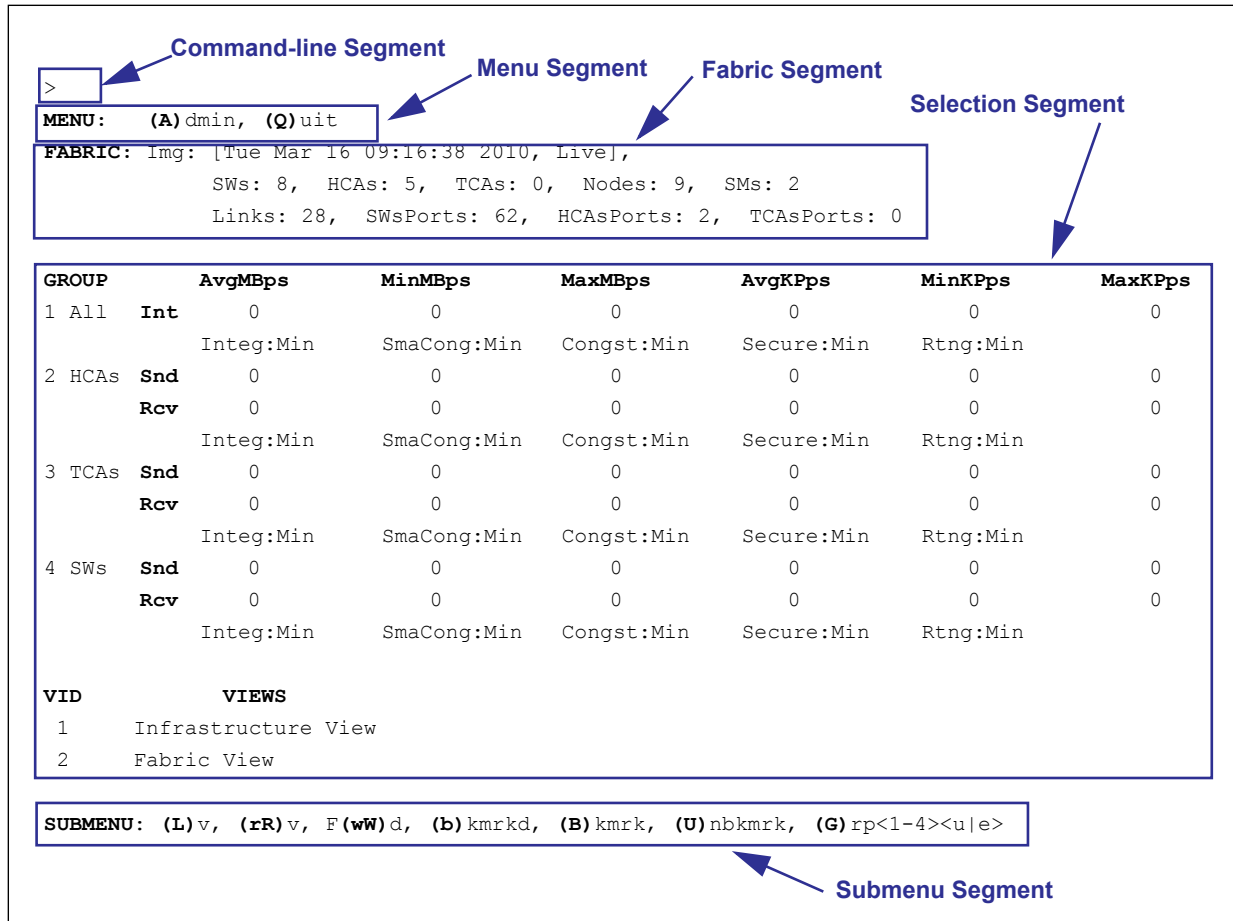 Command-line Segment
Menu Segment
Fabric Segment
Selection Segment
>
MENU: (A)dmin, (Q)uit
FABRIC: Img: [Tue Mar 16 09:16:38 2010, Live],
SWs: 8, HCAs: 5, TCAs: 0, Nodes: 9, SMs: 2
Links: 28, SWsPorts: 62, HCAsPorts: 2, TCAsPorts: 0
GROUP AvgMBps MinMBps MaxMBps AvgKPps MinKPps MaxKPps
1 All Int 0 0 0 0 0 0
Integ:Min SmaCong:Min Congst:Min Secure:Min Rtng:Min
2 HCAs Snd 0 0 0 0 0 0
Rcv 0 0 0 0 0 0
Integ:Min SmaCong:Min Congst:Min Secure:Min Rtng:Min
3 TCAs Snd 0 0 0 0 0 0
Rcv 0 0 0 0 0 0
Integ:Min SmaCong:Min Congst:Min Secure:Min Rtng:Min
4 SWs Snd 0 0 0 0 0 0
Rcv 0 0 0 0 0 0
Integ:Min SmaCong:Min Congst:Min Secure:Min Rtng:Min
VID VIEWS
1 Infrastructure View
2 Fabric View
SUBMENU: (L)v, (rR)v, F(wW)d, (b)kmrkd, (B)kmrk, (U)nbkmrk, (G)rp<1-4><u|e>
Submenu Segment